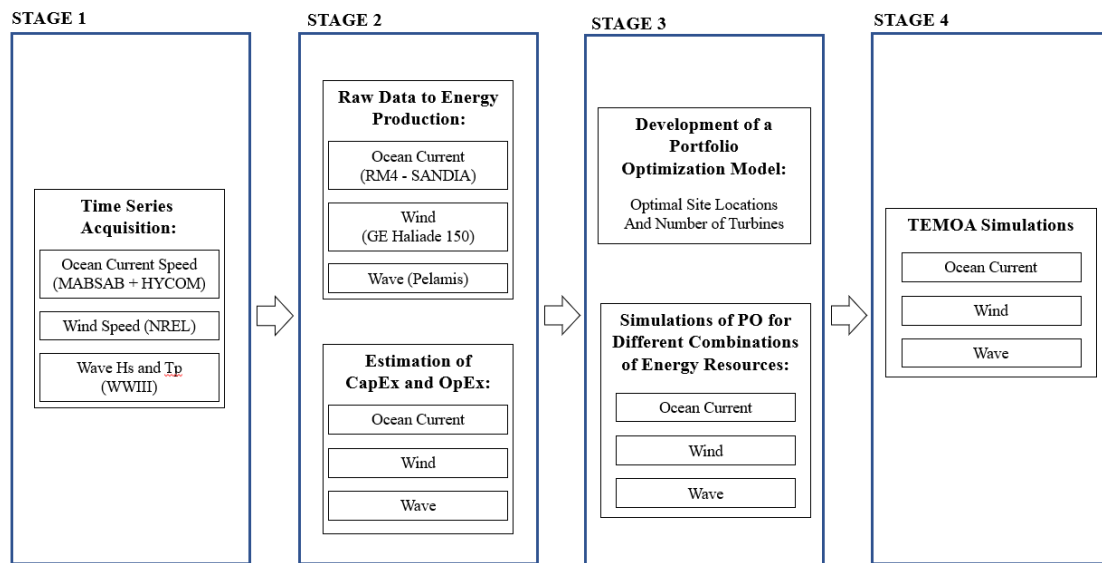 STAGE 1
Time Series
Acquisition:
Ocean Current Speed
(MABSAB + HYCOM)
Wind Speed (NREL)
Wave Hs and Tp
(WWIII)
STAGE 2
Raw Data to Energy
Production:
Ocean Current
(RM4 - SANDIA)
Wind
(GE Haliade 150)
Wave (Pelamis)
Estimation of
CapEx and OpEx:
Ocean Current
Wind
Wave
STAGE 3
Development of a
Portfolio
Optimization Model:
Optimal Site Locations
And Number of Turbines
Simulations of PO for
Different Combinations
of Energy Resources:
Ocean Current
Wind
Wave
STAGE 4
TEMOA Simulations
Ocean Current
Wind
Wave